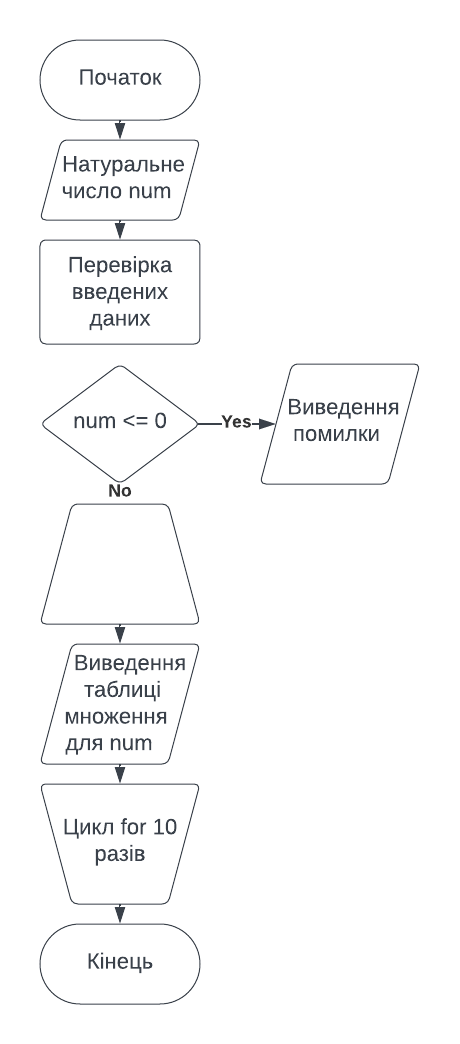 Початок
Натуральне
число num
Перевірка
введених
даних
num <= 0
Yes
Виведення
помилки
No
Виведення
таблиці
множення
для num
Цикл for 10
разів
Кінець